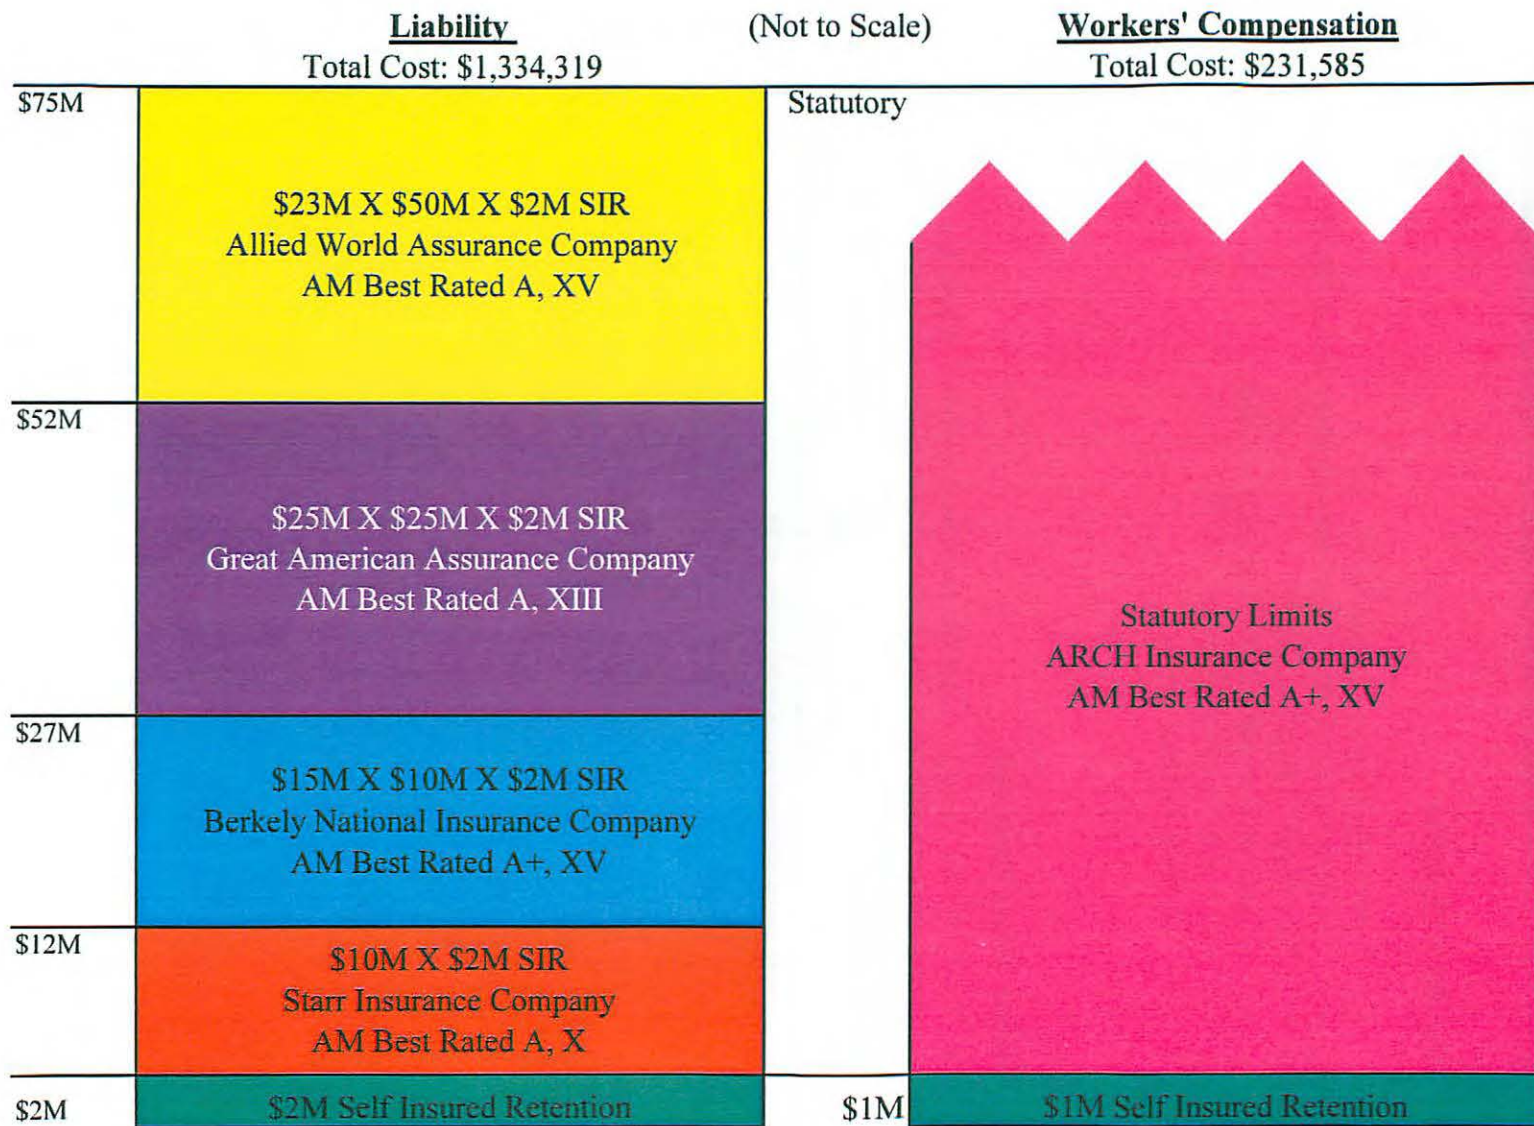 Liability
(Not to Scale)
Workers' Compensation
Total Cost: $1,334,319
Total Cost: $231,585
$75M
Statutory
$23M X $50M X $2M SIR
Allied World Assurance Company
AM Best Rated A, XV
$52M
$25M X $25M X $2M SIR
Great American Assurance Company
AM Best Rated A, XIII
Statutory Limits
ARCH Insurance Company
AM Best Rated A+, XV
$27M
$15M X $10M X $2M SIR
Berkely National Insurance Company
AM Best Rated A+, XV
$12M
$10M X $2M SIR
Starr Insurance Company
AM Best Rated A, X
$2M
$2M Self Insured Retention
$1M
$1M Self Insured Retention